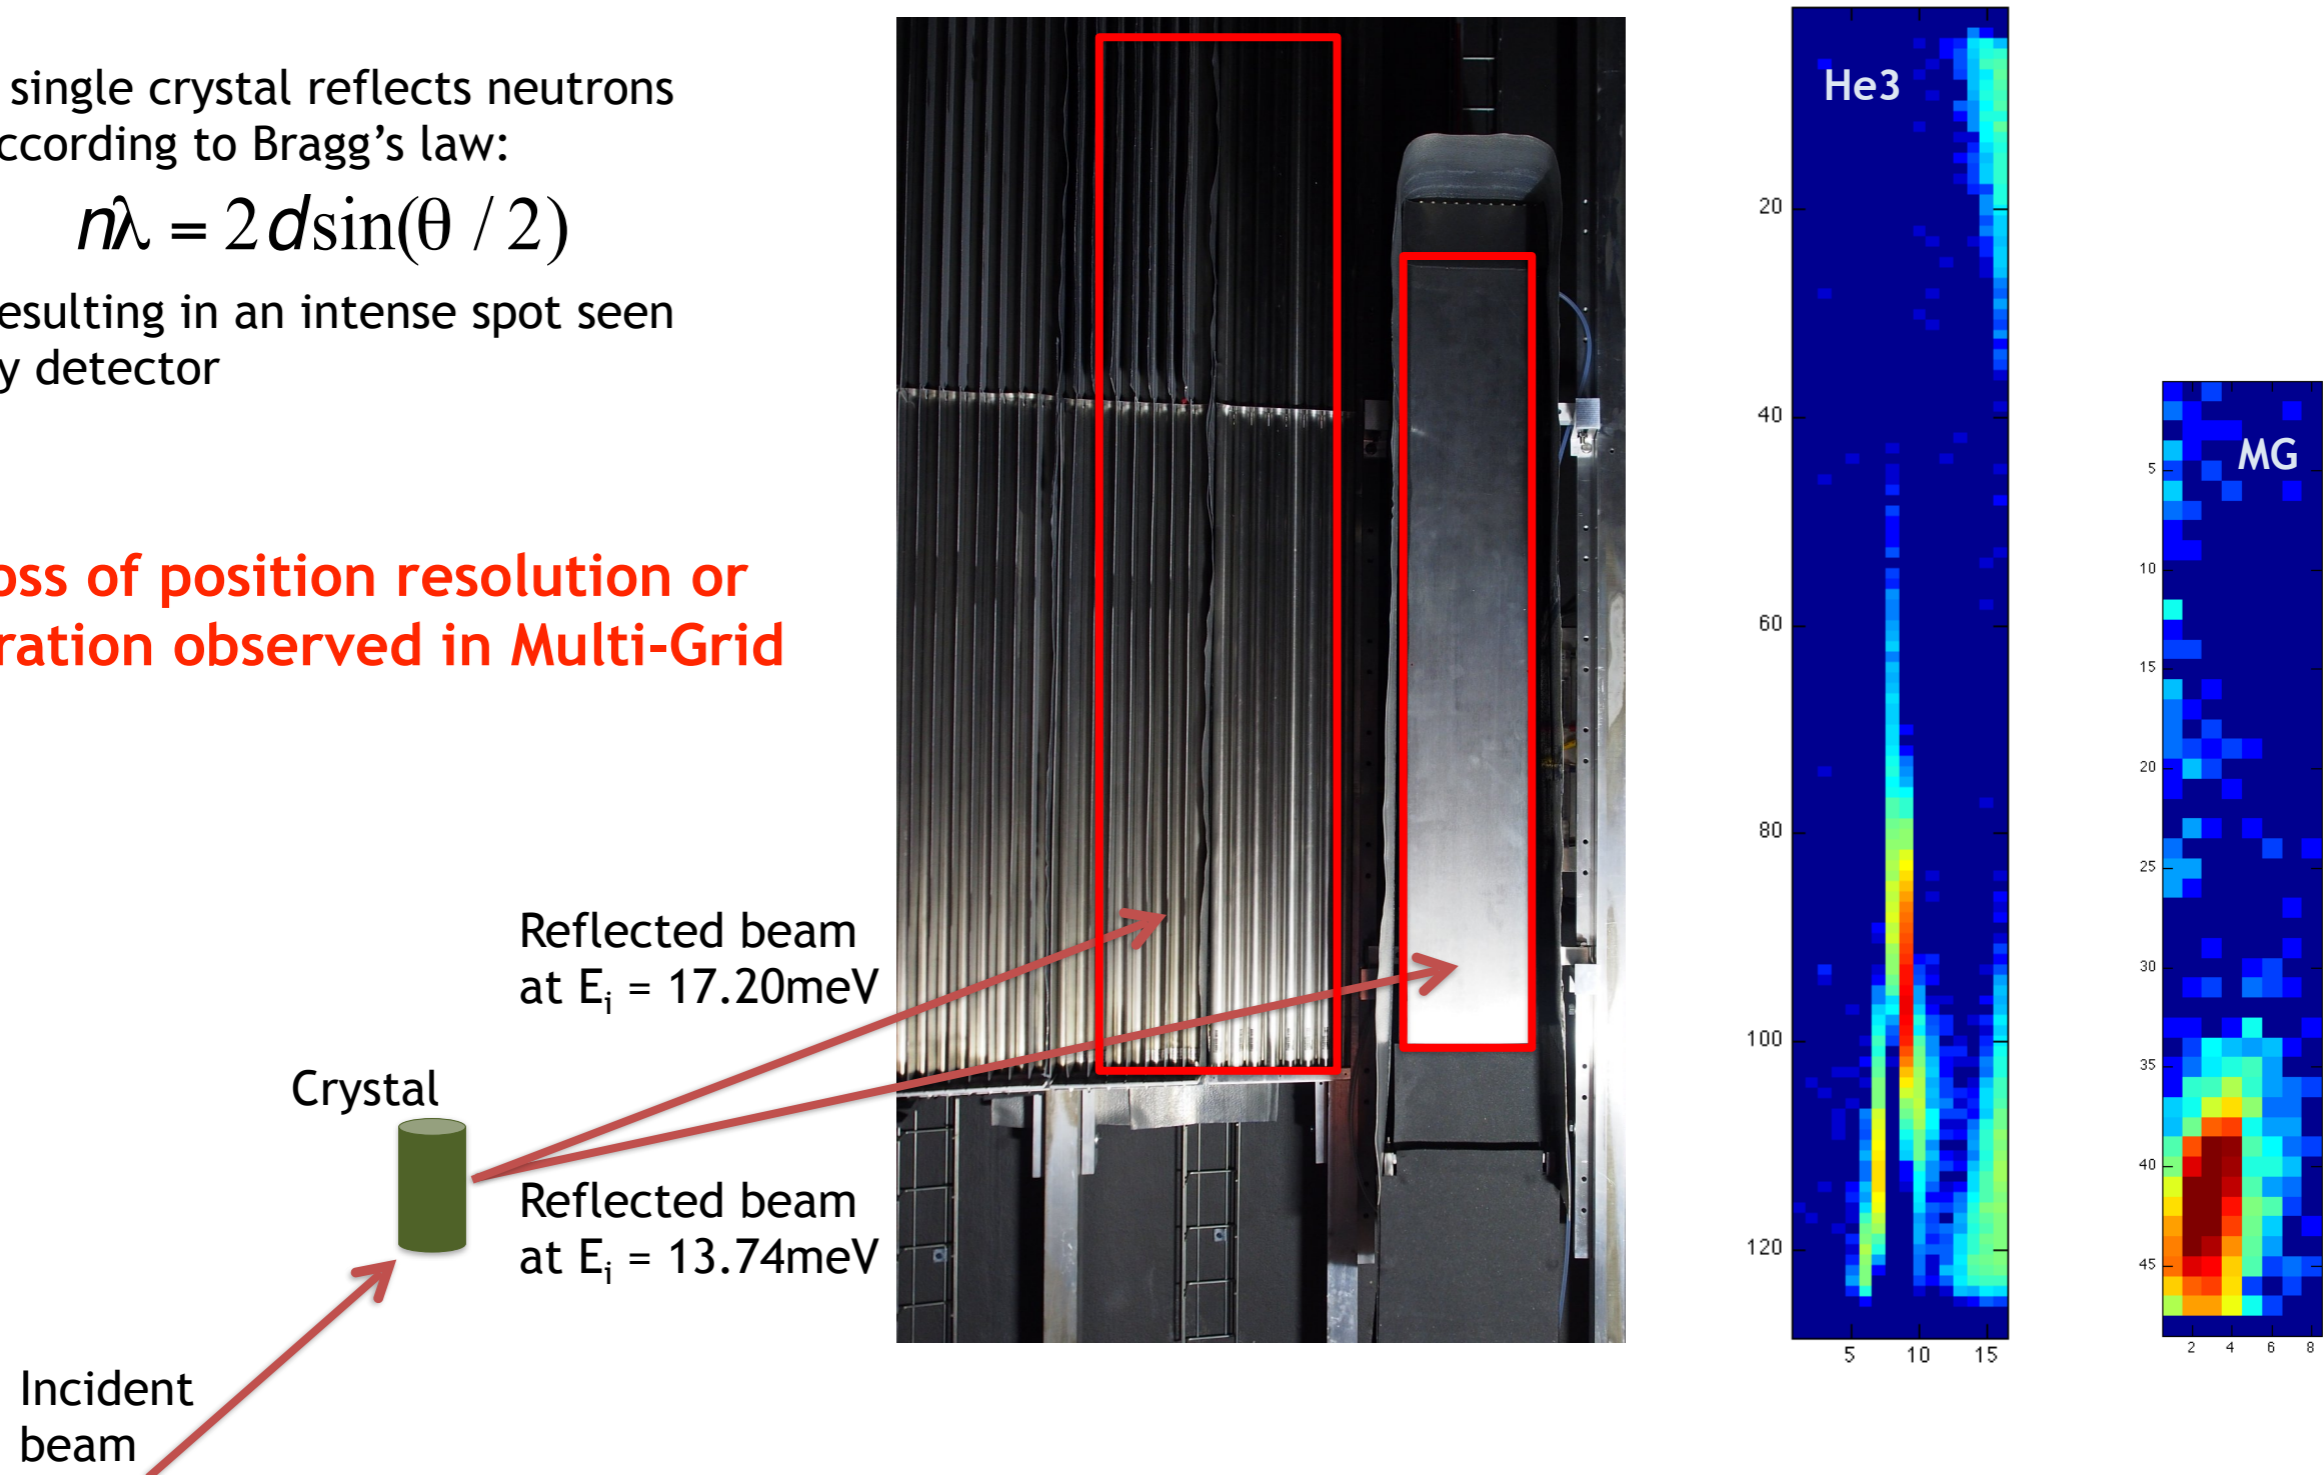 single crystal reflects neutrons
ccording to Bragg's law:
nλ = 2dsin(θ / 2)
esulting in an intense spot seen
y detector
oss of position resolution or
ration observed in Multi-Grid
Reflected beam
at Ei = 17.20meV
Crystal
Reflected beam
at Ei = 13.74meV
Incident
beam
He3
20
40
60
80
100
120
5 10 15
MG
5
10
15
20
25
30
35
40
45
2 4 6 8